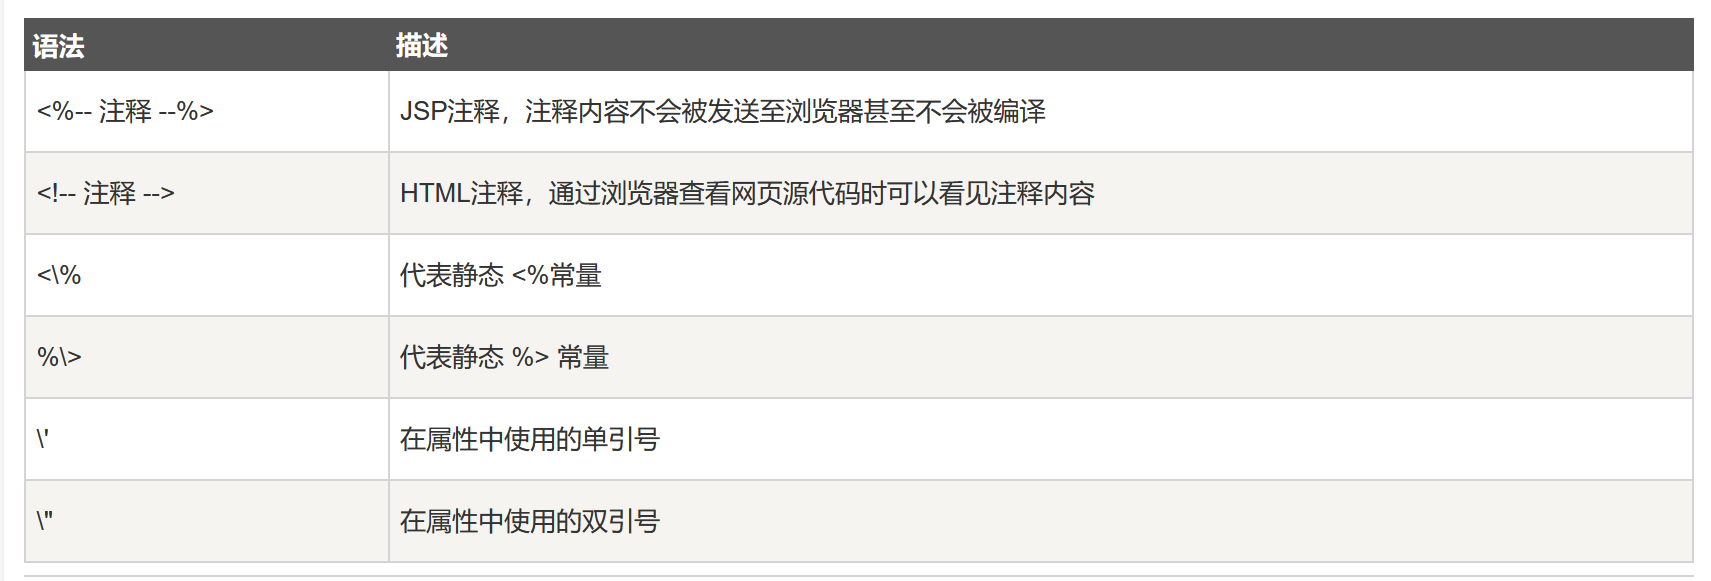 语法 描述
<%-- 注释 --%> JSP注释，注释内容不会被发送至浏览器甚至不会被编译
<!-- 注释 --> HTML注释，通过浏览器查看网页源代码时可以看见注释内容
<\% 代表静态 <%常量
%\> 代表静态 %> 常量
\' 在属性中使用的单引号
\" 在属性中使用的双引号